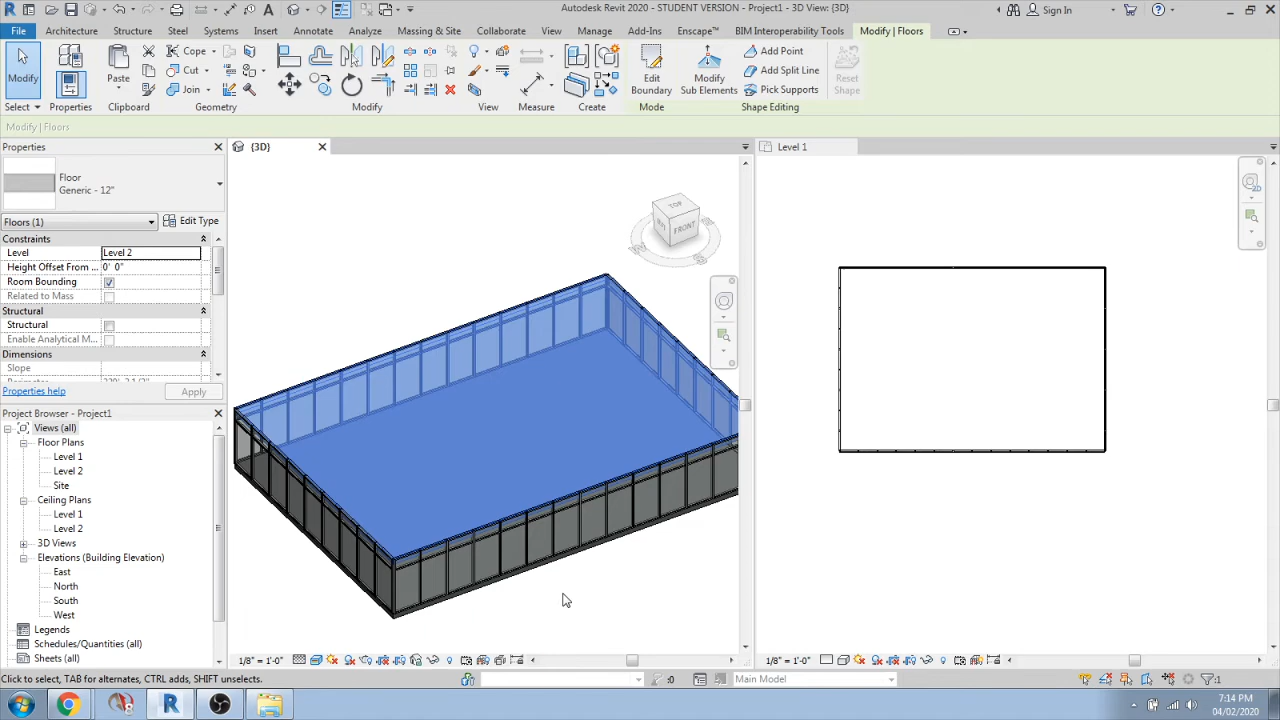 Autodesk Revit 2020 - STUDENT VERSION - Project1 - 3D View: {3D}
Sign In
File Architecture Structure Steel Systems Insert Annotate Analyze Massing & Site Collaborate View Manage Add-Ins Enscape™ BIM Interoperability Tools Modify | Floors
Modify
Select
Properties
Paste
Clipboard
Cope
Cut
Join
Geometry
Modify
View
Measure
Create
Edit
Boundary
Mode
Modify
Sub Elements
Add Point
Add Split Line
Pick Supports
Shape Editing
Reset
Shape
Modify | Floors
Properties
Floor
Generic - 12"
Floors (1)
Edit Type
Constraints
Level Level 2
Height Offset From ... 0' 0"
Room Bounding
Related to Mass
Structural
Structural
Enable Analytical M...
Dimensions
Slope
Properties help
Apply
Project Browser - Project1
Views (all)
Floor Plans
Level 1
Level 2
Site
Ceiling Plans
Level 1
Level 2
3D Views
Elevations (Building Elevation)
East
North
South
West
Legends
Schedules/Quantities (all)
Sheets (all)
{3D}
TOP
FRONT
1/8" = 1'-0"
Level 1
2D
1/8" = 1'-0"
Click to select, TAB for alternates, CTRL adds, SHIFT unselects.
:0
Main Model
:1
7:14 PM
04/02/2020